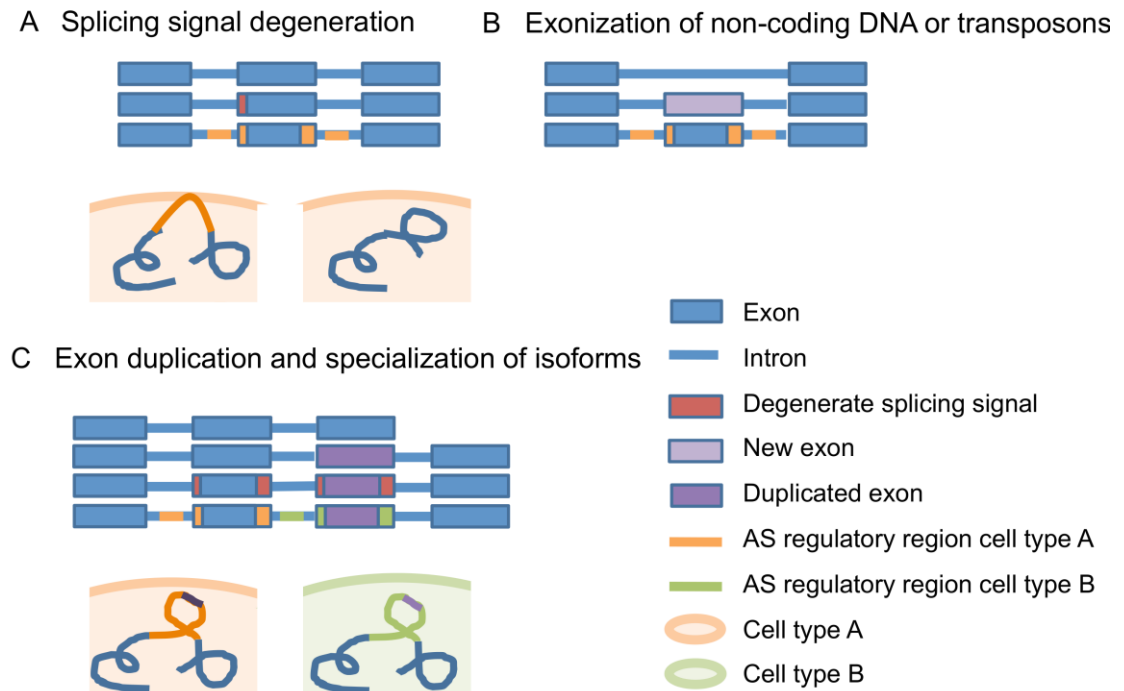 A Splicing signal degeneration
B Exonization of non-coding DNA or transposons
C Exon duplication and specialization of isoforms
Exon
Intron
Degenerate splicing signal
New exon
Duplicated exon
AS regulatory region cell type A
AS regulatory region cell type B
Cell type A
Cell type B